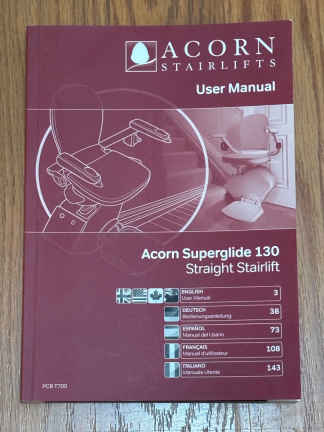 ACORN
STAIRLIFTS
User Manual
Acorn Superglide 130
Straight Stairlift
ENGLISH
User Manual 3
DEUTSCH
Bedienungsanleitung 38
ESPAÑOL
Manual del Usario 73
FRANÇAIS
Manuel d'utilisateur 108
ITALIANO
Manuale utente 143